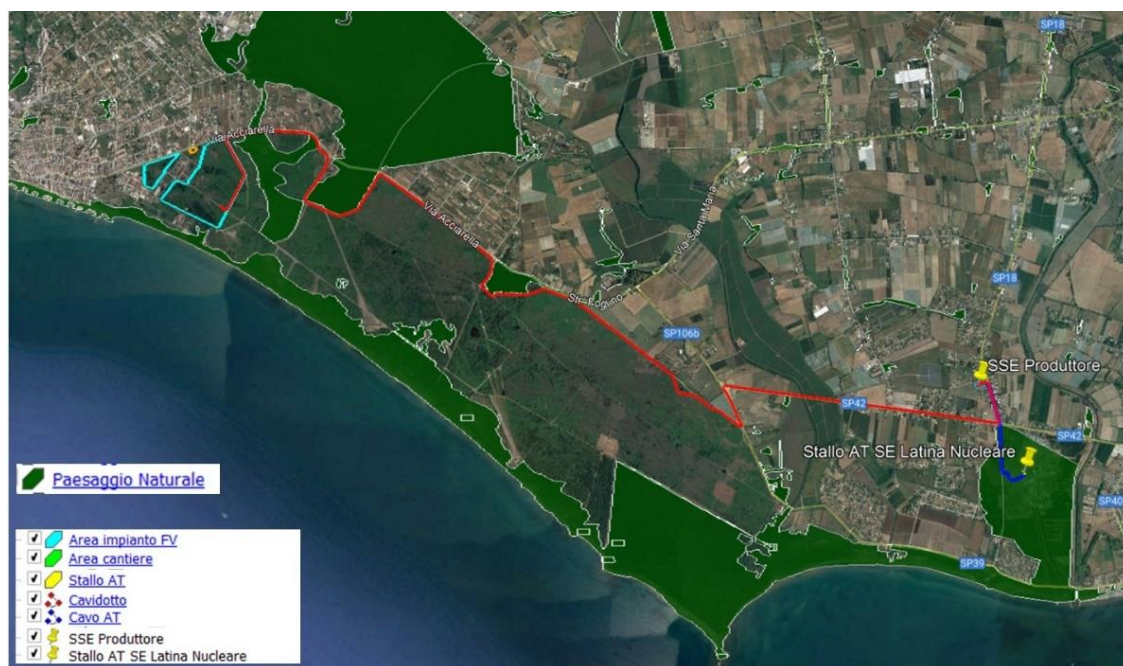 SP18
Via Acciarella
Via Acciarella
Via Santa Maria
Str. Foglino
SP18
SP106b
SSE Produttore
SP42
SP42
Stallo AT SE Latina Nucleare
SP40
SP39
Paesaggio Naturale
Area impianto FV
Area cantiere
Stallo AT
Cavidotto
Cavo AT
SSE Produttore
Stallo AT SE Latina Nucleare